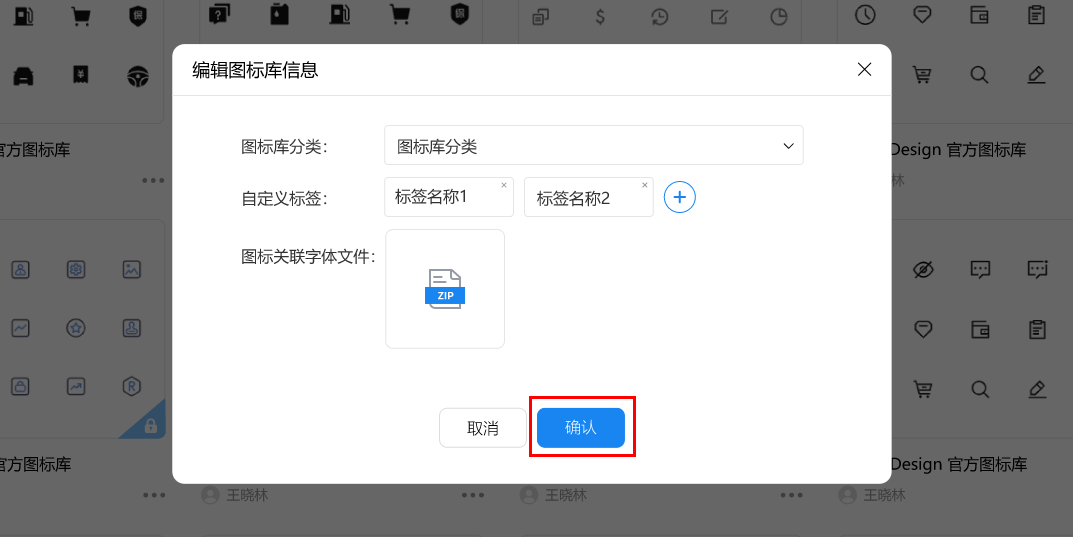 编辑图标库信息
图标库分类： 图标库分类
自定义标签： 标签名称1 标签名称2
图标关联字体文件：
ZIP
取消 确认
官方图标库
Design 官方图标库
林
官方图标库
Design 官方图标库
王晓林 王晓林 王晓林